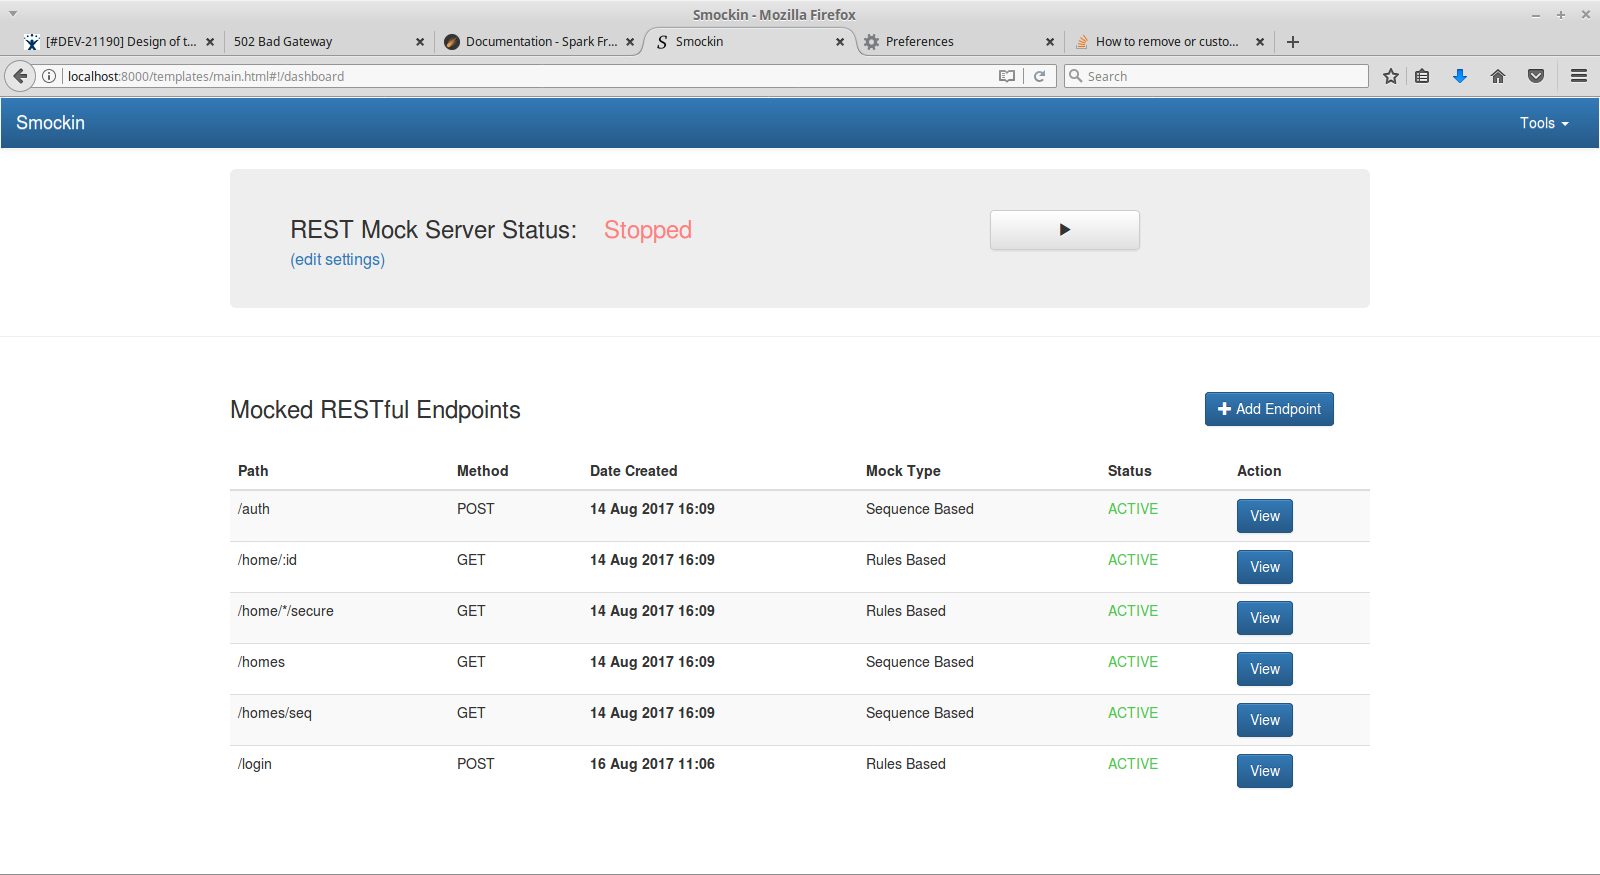 Smockin - Mozilla Firefox
[#DEV-21190] Design of t... 502 Bad Gateway Documentation - Spark Fr... Smockin Preferences How to remove or custo...
localhost:8000/templates/main.html#!/dashboard Search
Smockin Tools
REST Mock Server Status: Stopped
(edit settings)
Mocked RESTful Endpoints Add Endpoint
Path Method Date Created Mock Type Status Action
/auth POST 14 Aug 2017 16:09 Sequence Based ACTIVE View
/home/:id GET 14 Aug 2017 16:09 Rules Based ACTIVE View
/home/*/secure GET 14 Aug 2017 16:09 Rules Based ACTIVE View
/homes GET 14 Aug 2017 16:09 Sequence Based ACTIVE View
/homes/seq GET 14 Aug 2017 16:09 Sequence Based ACTIVE View
/login POST 16 Aug 2017 11:06 Rules Based ACTIVE View